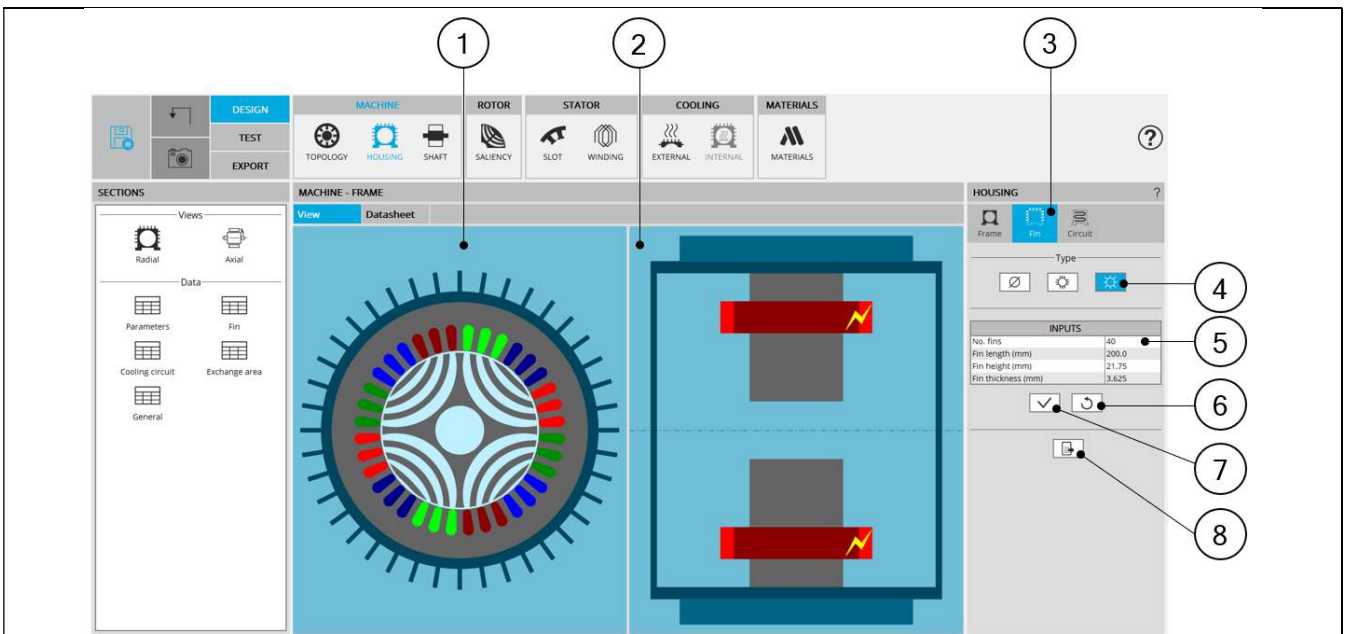 1
2
3
DESIGN
MACHINE
ROTOR
STATOR
COOLING
MATERIALS
TEST
EXPORT
TOPOLOGY
HOUSING
SHAFT
SALIENCY
SLOT
WINDING
EXTERNAL
INTERNAL
MATERIALS
?
SECTIONS
MACHINE - FRAME
HOUSING
?
Views
Radial
Axial
Data
Parameters
Fin
Cooling circuit
Exchange area
General
View
Datasheet
Frame
Fin
Circuit
Type
4
INPUTS
No. fins 40
Fin length (mm) 200.0
Fin height (mm) 21.75
Fin thickness (mm) 3.625
5
6
7
8